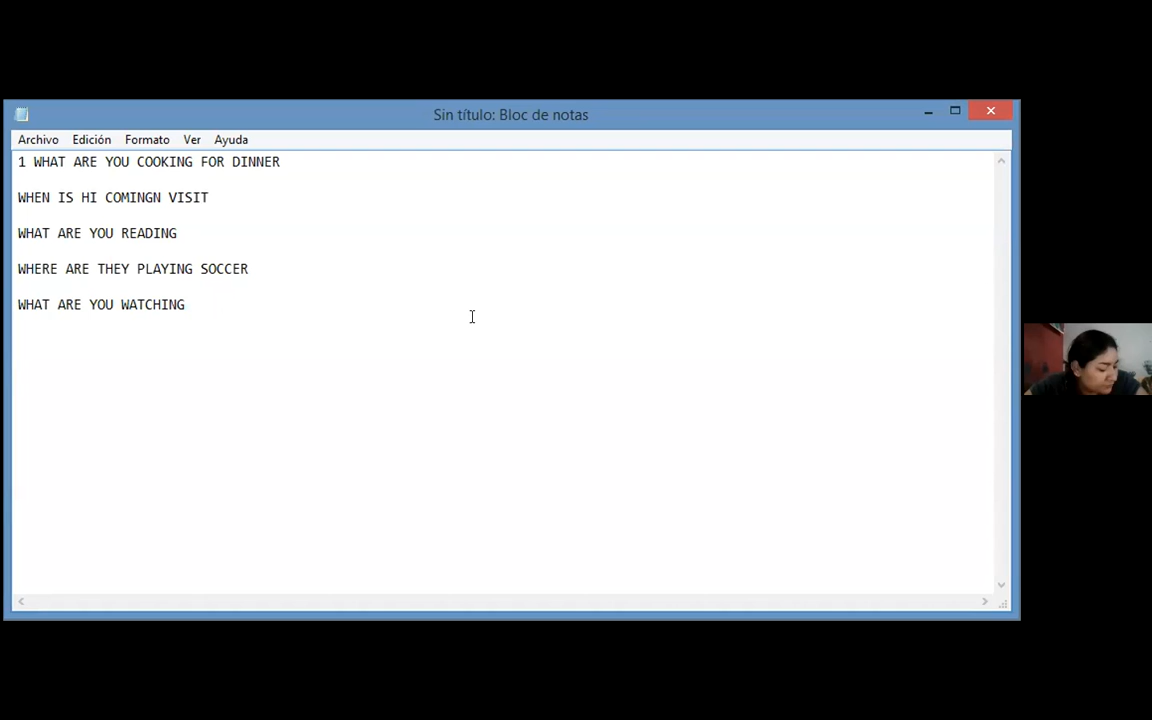 Sin título: Bloc de notas
Archivo Edición Formato Ver Ayuda
1 WHAT ARE YOU COOKING FOR DINNER
WHEN IS HI COMINGN VISIT
WHAT ARE YOU READING
WHERE ARE THEY PLAYING SOCCER
WHAT ARE YOU WATCHING